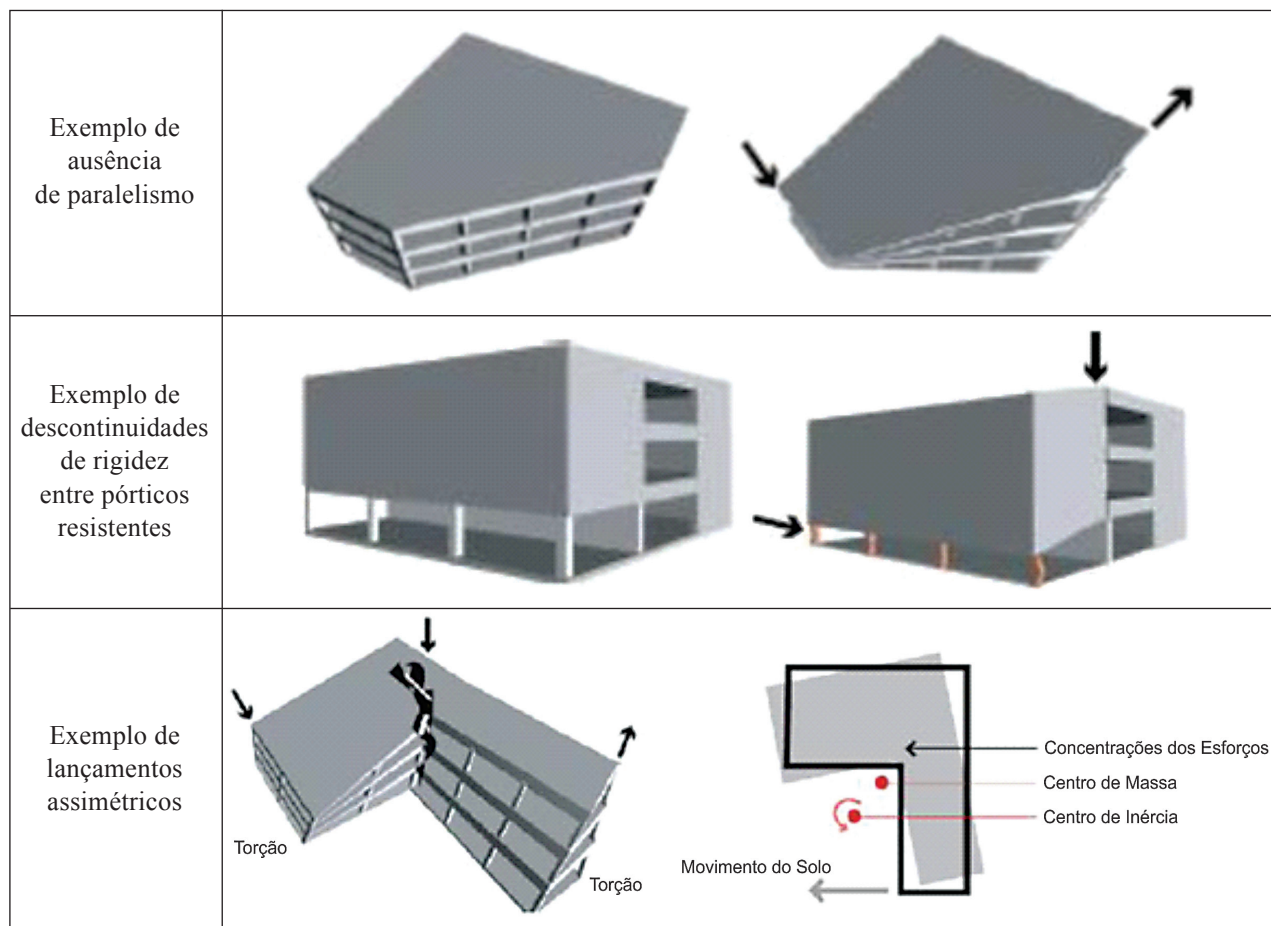 Exemplo de
ausência
de paralelismo
Exemplo de
descontinuidades
de rigidez
entre pórticos
resistentes
Exemplo de
lançamentos
assimétricos
Torção
Torção
Concentrações dos Esforços
Centro de Massa
Centro de Inércia
Movimento do Solo